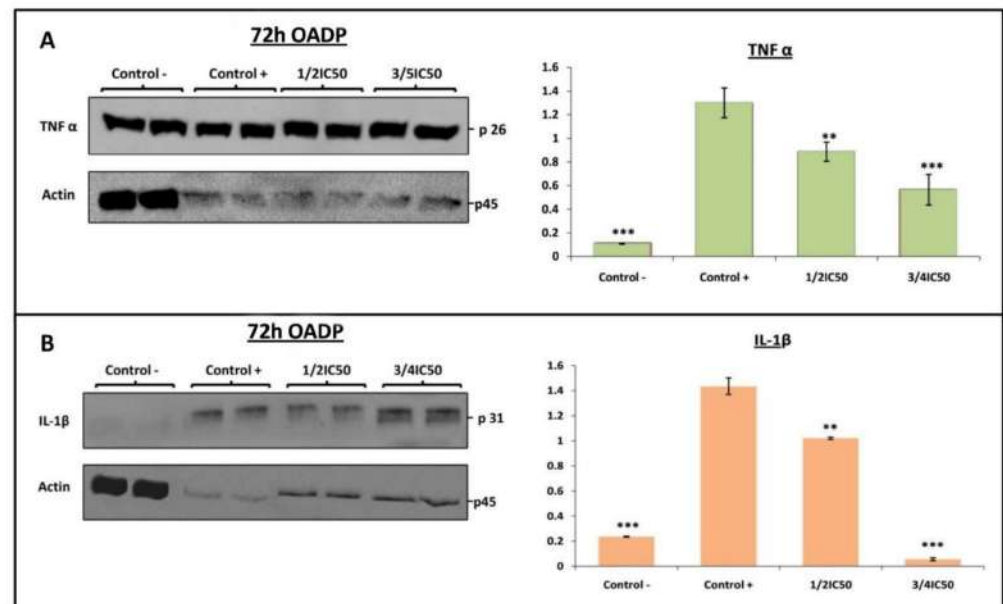 A
72h OADP
Control - Control + 1/2IC50 3/5IC50
TNF α
p 26
Actin
p45
TNF α
1.6
1.4
1.2
1
0.8
0.6
0.4
0.2
0
***
**
***
Control - Control + 1/2IC50 3/4IC50
B
72h OADP
Control - Control + 1/2IC50 3/4IC50
IL-1β
p 31
Actin
p45
IL-1β
1.6
1.4
1.2
1
0.8
0.6
0.4
0.2
0
***
**
***
Control - Control + 1/2IC50 3/4IC50